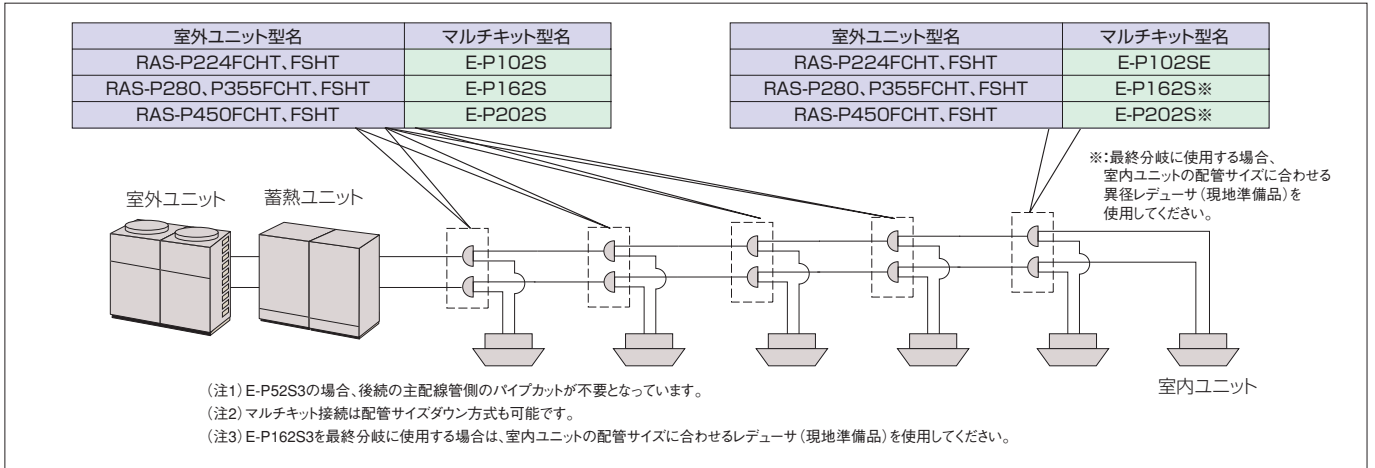 室外ユニット型名 マルチキット型名
RAS-P224FCHT、FSHT E-P102S
RAS-P280、P355FCHT、FSHT E-P162S
RAS-P450FCHT、FSHT E-P202S
室外ユニット型名 マルチキット型名
RAS-P224FCHT、FSHT E-P102SE
RAS-P280、P355FCHT、FSHT E-P162S※
RAS-P450FCHT、FSHT E-P202S※
※:最終分岐に使用する場合、
室内ユニットの配管サイズに合わせる
異径レデューサ(現地準備品)を
使用してください。
室外ユニット
蓄熱ユニット
室内ユニット
(注1)E-P52S3の場合、後続の主配線管側のパイプカットが不要となっています。
(注2)マルチキット接続は配管サイズダウン方式も可能です。
(注3)E-P162S3を最終分岐に使用する場合は、室内ユニットの配管サイズに合わせるレデューサ(現地準備品)を使用してください。